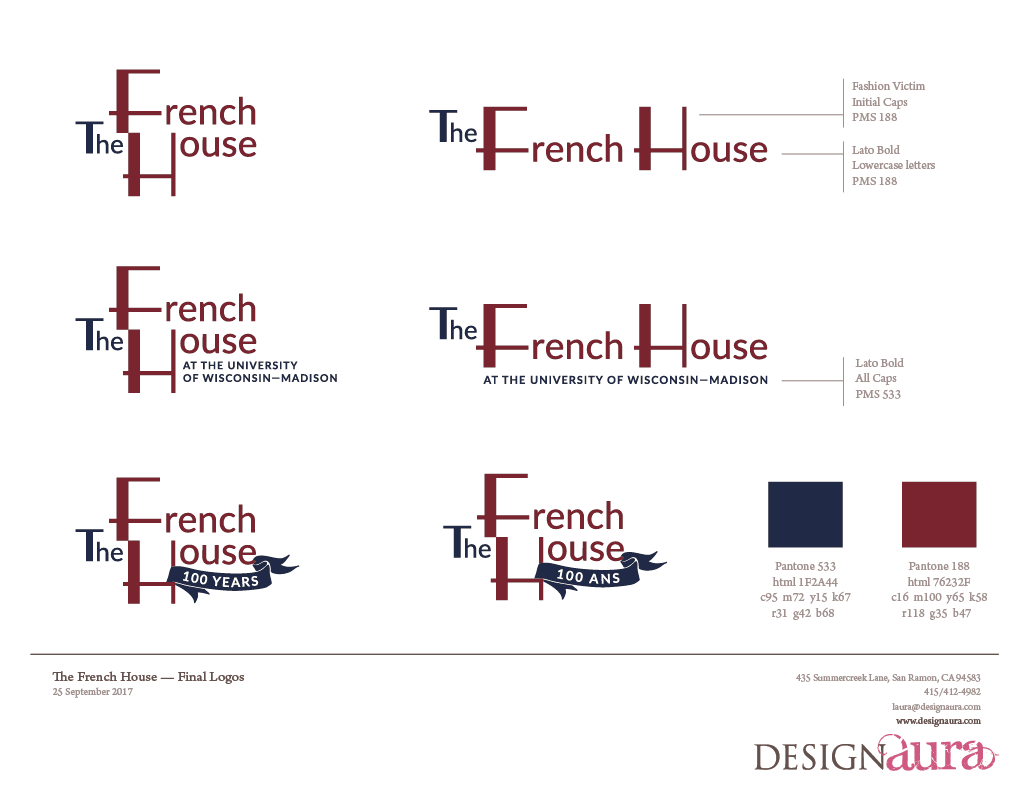 The French House
The French House
Fashion Victim
Initial Caps
PMS 188
Lato Bold
Lowercase letters
PMS 188
The French House
AT THE UNIVERSITY
OF WISCONSIN—MADISON
The French House
AT THE UNIVERSITY OF WISCONSIN—MADISON
Lato Bold
All Caps
PMS 533
The French House
100 YEARS
The French House
100 ANS
Pantone 533
html 1F2A44
c95 m72 y15 k67
r31 g42 b68
Pantone 188
html 76232F
c16 m100 y65 k58
r118 g35 b47
The French House — Final Logos
25 September 2017
435 Summercreek Lane, San Ramon, CA 94583
415/412-4982
laura@designaura.com
www.designaura.com
DESIGNaura